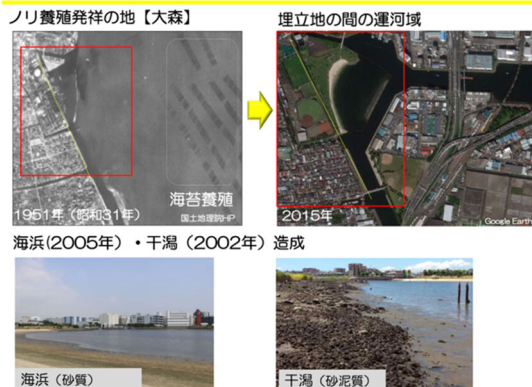 ノリ養殖発祥の地【大森】
埋立地の間の運河域
海苔養殖
1951年（昭和31年）
国土地理院HP
2015年
Google Earth
海浜(2005年）・干潟（2002年）造成
海浜（砂質）
干潟（砂泥質）